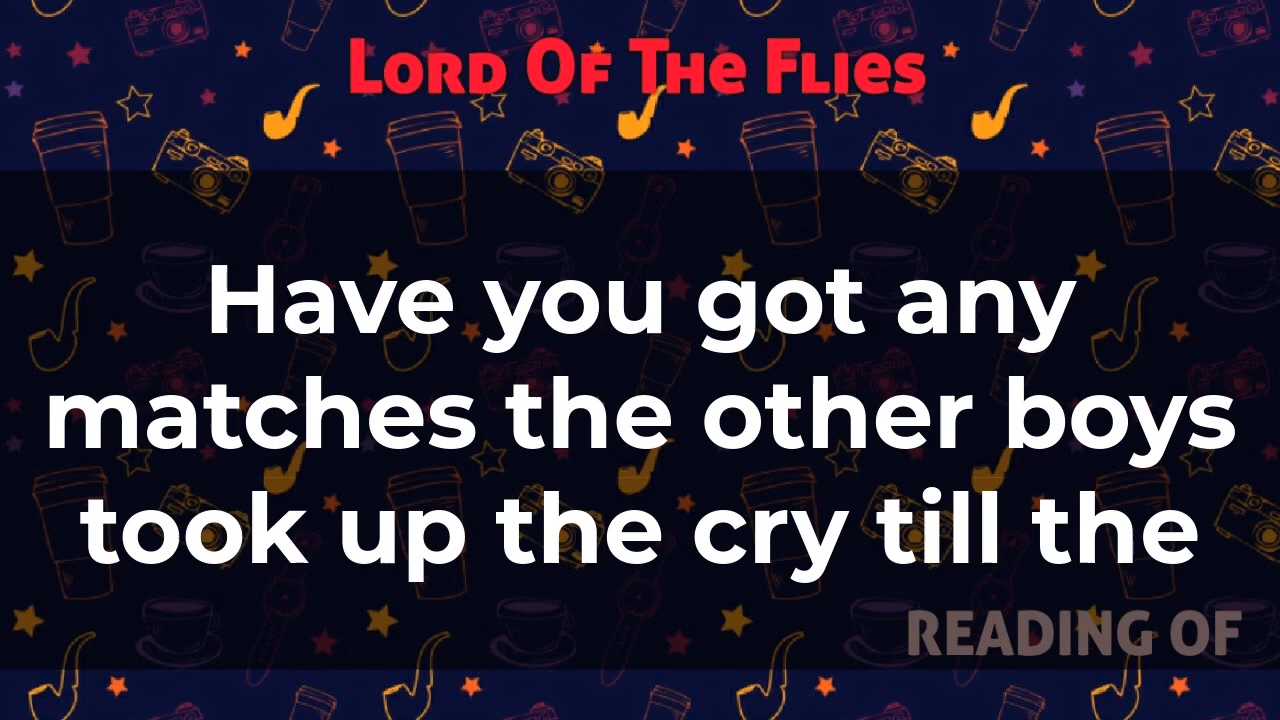 Lord Of The Flies
Have you got any
matches the other boys
took up the cry till the
READING OF